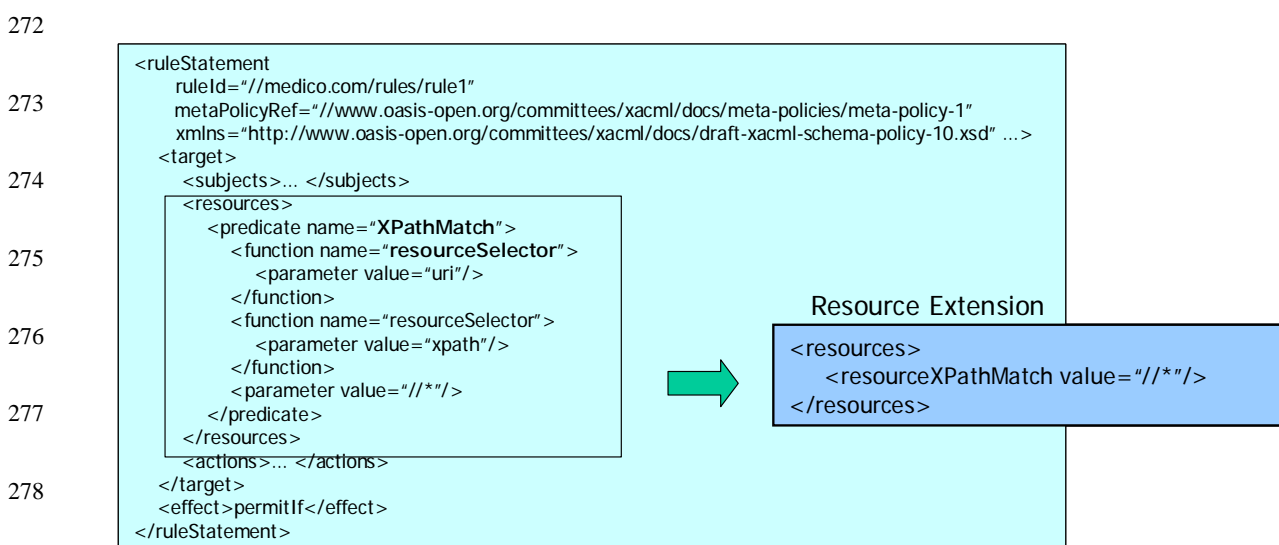 272
<ruleStatement
ruleId="//medico.com/rules/rule1"
273
metaPolicyRef="//www.oasis-open.org/committees/xacml/docs/meta-policies/meta-policy-1"
xmlns="http://www.oasis-open.org/committees/xacml/docs/draft-xacml-schema-policy-10.xsd" ...>
<target>
274
<subjects>... </subjects>
<resources>
<predicate name="XPathMatch">
<function name="resourceSelector">
275
<parameter value="uri"/>
</function>
<function name="resourceSelector">
276
<parameter value="xpath"/>
</function>
<parameter value="//*"/>
277
</predicate>
</resources>
<actions>... </actions>
278
</target>
<effect>permitIf</effect>
</ruleStatement>
Resource Extension
<resources>
<resourceXPathMatch value="//*"/>
</resources>